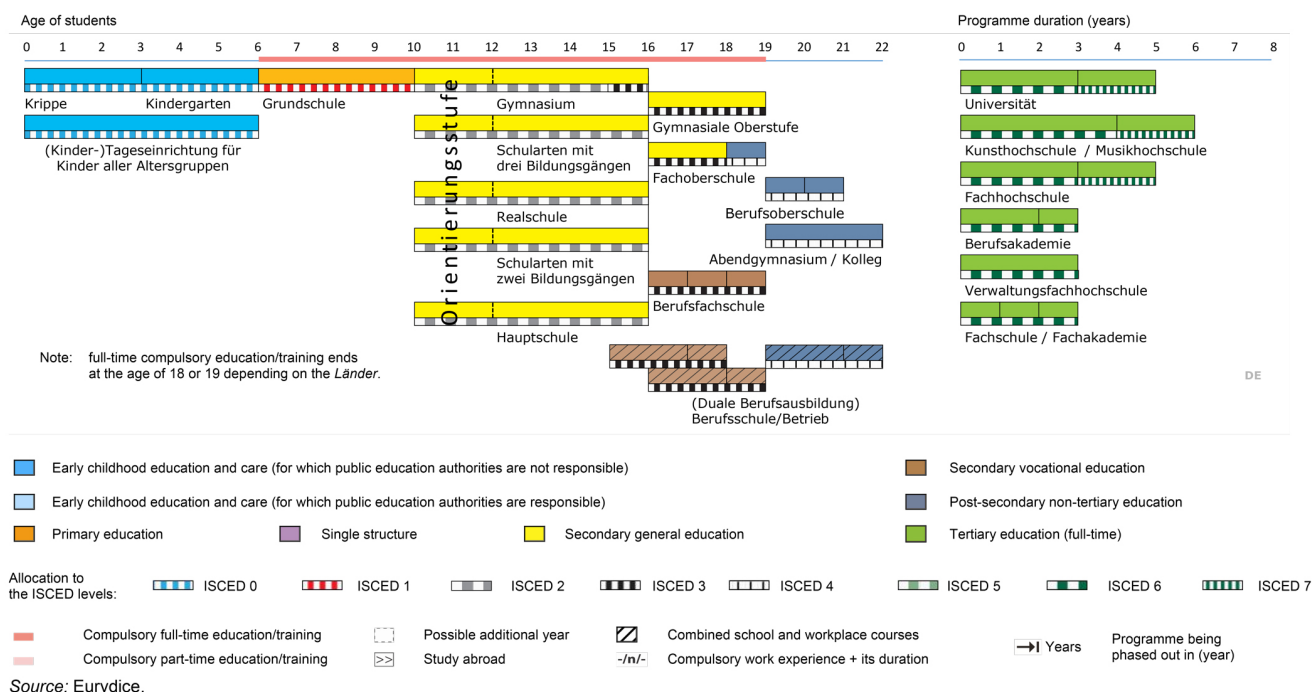 Age of students
Programme duration (years)
0 1 2 3 4 5 6 7 8 9 10 11 12 13 14 15 16 17 18 19 20 21 22
0 1 2 3 4 5 6 7 8
Krippe
Kindergarten
Grundschule
Gymnasium
Gymnasiale Oberstufe
(Kinder-)Tageseinrichtung für
Kinder aller Altersgruppen
Orientierungsstufe
Schularten mit
drei Bildungsgängen
Fachoberschule
Realschule
Berufsoberschule
Schularten mit
zwei Bildungsgängen
Abendgymnasium / Kolleg
Berufsfachschule
Hauptschule
(Duale Berufsausbildung)
Berufsschule/Betrieb
Universität
Kunsthochschule / Musikhochschule
Fachhochschule
Berufsakademie
Verwaltungsfachhochschule
Fachschule / Fachakademie
Note: full-time compulsory education/training ends
at the age of 18 or 19 depending on the Länder.
DE
Early childhood education and care (for which public education authorities are not responsible)
Secondary vocational education
Early childhood education and care (for which public education authorities are responsible)
Post-secondary non-tertiary education
Primary education
Single structure
Secondary general education
Tertiary education (full-time)
Allocation to
the ISCED levels:
ISCED 0
ISCED 1
ISCED 2
ISCED 3
ISCED 4
ISCED 5
ISCED 6
ISCED 7
Compulsory full-time education/training
Possible additional year
Combined school and workplace courses
Years
Programme being
phased out in (year)
Compulsory part-time education/training
>> Study abroad
-/n/- Compulsory work experience + its duration
Source: Eurydice.